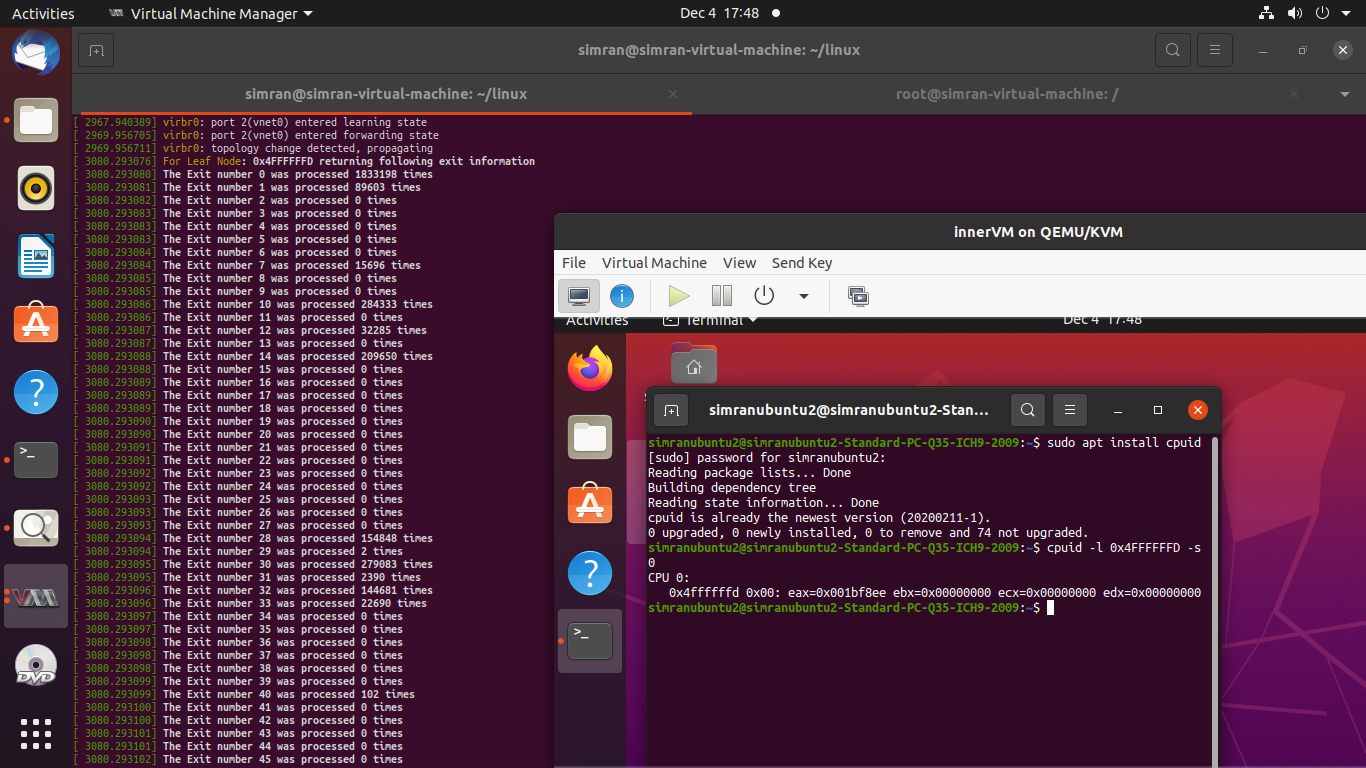 Activities Virtual Machine Manager Dec 4 17:48
simran@simran-virtual-machine: ~/linux
simran@simran-virtual-machine: ~/linux root@simran-virtual-machine: /
[ 2967.940389] virbr0: port 2(vnet0) entered learning state
[ 2969.956705] virbr0: port 2(vnet0) entered forwarding state
[ 2969.956711] virbr0: topology change detected, propagating
[ 3080.293076] For Leaf Node: 0x4FFFFFFD returning following exit information
[ 3080.293080] The Exit number 0 was processed 1833198 times
[ 3080.293081] The Exit number 1 was processed 89603 times
[ 3080.293082] The Exit number 2 was processed 0 times
[ 3080.293083] The Exit number 3 was processed 0 times
[ 3080.293083] The Exit number 4 was processed 0 times
[ 3080.293083] The Exit number 5 was processed 0 times
[ 3080.293084] The Exit number 6 was processed 0 times
[ 3080.293084] The Exit number 7 was processed 15696 times
[ 3080.293085] The Exit number 8 was processed 0 times
[ 3080.293085] The Exit number 9 was processed 0 times
[ 3080.293086] The Exit number 10 was processed 284333 times
[ 3080.293086] The Exit number 11 was processed 0 times
[ 3080.293087] The Exit number 12 was processed 32285 times
[ 3080.293087] The Exit number 13 was processed 0 times
[ 3080.293088] The Exit number 14 was processed 209650 times
[ 3080.293088] The Exit number 15 was processed 0 times
[ 3080.293089] The Exit number 16 was processed 0 times
[ 3080.293089] The Exit number 17 was processed 0 times
[ 3080.293089] The Exit number 18 was processed 0 times
[ 3080.293090] The Exit number 19 was processed 0 times
[ 3080.293090] The Exit number 20 was processed 0 times
[ 3080.293091] The Exit number 21 was processed 0 times
[ 3080.293091] The Exit number 22 was processed 0 times
[ 3080.293092] The Exit number 23 was processed 0 times
[ 3080.293092] The Exit number 24 was processed 0 times
[ 3080.293093] The Exit number 25 was processed 0 times
[ 3080.293093] The Exit number 26 was processed 0 times
[ 3080.293093] The Exit number 27 was processed 0 times
[ 3080.293094] The Exit number 28 was processed 154848 times
[ 3080.293094] The Exit number 29 was processed 2 times
[ 3080.293095] The Exit number 30 was processed 279083 times
[ 3080.293095] The Exit number 31 was processed 2390 times
[ 3080.293096] The Exit number 32 was processed 144681 times
[ 3080.293096] The Exit number 33 was processed 22690 times
[ 3080.293097] The Exit number 34 was processed 0 times
[ 3080.293097] The Exit number 35 was processed 0 times
[ 3080.293098] The Exit number 36 was processed 0 times
[ 3080.293098] The Exit number 37 was processed 0 times
[ 3080.293098] The Exit number 38 was processed 0 times
[ 3080.293099] The Exit number 39 was processed 0 times
[ 3080.293099] The Exit number 40 was processed 102 times
[ 3080.293100] The Exit number 41 was processed 0 times
[ 3080.293100] The Exit number 42 was processed 0 times
[ 3080.293101] The Exit number 43 was processed 0 times
[ 3080.293101] The Exit number 44 was processed 0 times
[ 3080.293102] The Exit number 45 was processed 0 times
DVD
innerVM on QEMU/KVM
File Virtual Machine View Send Key
Activities Terminal Dec 4 17:48
simranubuntu2@simranubuntu2-Stan...
simranubuntu2@simranubuntu2-Standard-PC-Q35-ICH9-2009:~$ sudo apt install cpuid
[sudo] password for simranubuntu2:
Reading package lists... Done
Building dependency tree
Reading state information... Done
cpuid is already the newest version (20200211-1).
0 upgraded, 0 newly installed, 0 to remove and 74 not upgraded.
simranubuntu2@simranubuntu2-Standard-PC-Q35-ICH9-2009:~$ cpuid -l 0x4FFFFFFD -s
0
CPU 0:
0x4ffffffd 0x00: eax=0x001bf8ee ebx=0x00000000 ecx=0x00000000 edx=0x00000000
simranubuntu2@simranubuntu2-Standard-PC-Q35-ICH9-2009:~$